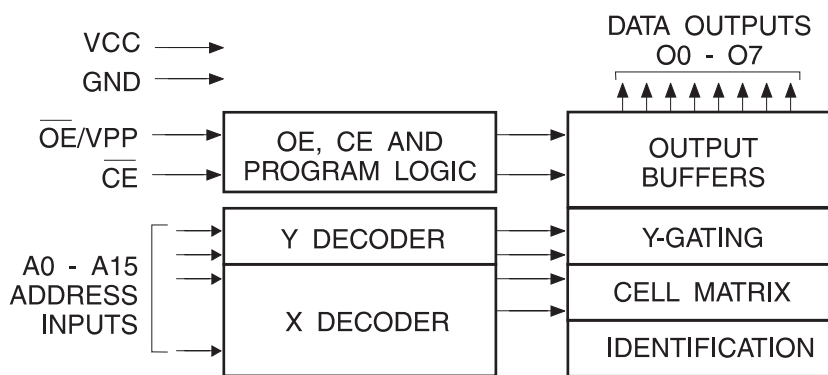 DATA OUTPUTS
O0 - O7
VCC
GND
OE/VPP
CE
OE, CE AND
PROGRAM LOGIC
OUTPUT
BUFFERS
A0 - A15
ADDRESS
INPUTS
Y DECODER
Y-GATING
X DECODER
CELL MATRIX
IDENTIFICATION